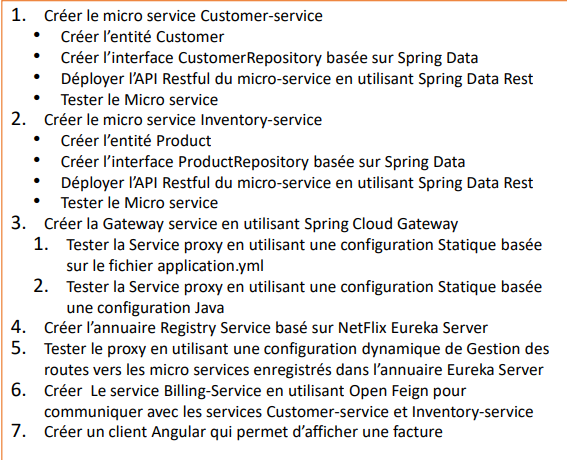 1. Créer le micro service Customer-service
• Créer l’entité Customer
• Créer l’interface CustomerRepository basée sur Spring Data
• Déployer l’API Restful du micro-service en utilisant Spring Data Rest
• Tester le Micro service
2. Créer le micro service Inventory-service
• Créer l’entité Product
• Créer l’interface ProductRepository basée sur Spring Data
• Déployer l’API Restful du micro-service en utilisant Spring Data Rest
• Tester le Micro service
3. Créer la Gateway service en utilisant Spring Cloud Gateway
1. Tester la Service proxy en utilisant une configuration Statique basée
sur le fichier application.yml
2. Tester la Service proxy en utilisant une configuration Statique basée
une configuration Java
4. Créer l’annuaire Registry Service basé sur NetFlix Eureka Server
5. Tester le proxy en utilisant une configuration dynamique de Gestion des
routes vers les micro services enregistrés dans l’annuaire Eureka Server
6. Créer Le service Billing-Service en utilisant Open Feign pour
communiquer avec les services Customer-service et Inventory-service
7. Créer un client Angular qui permet d’afficher une facture